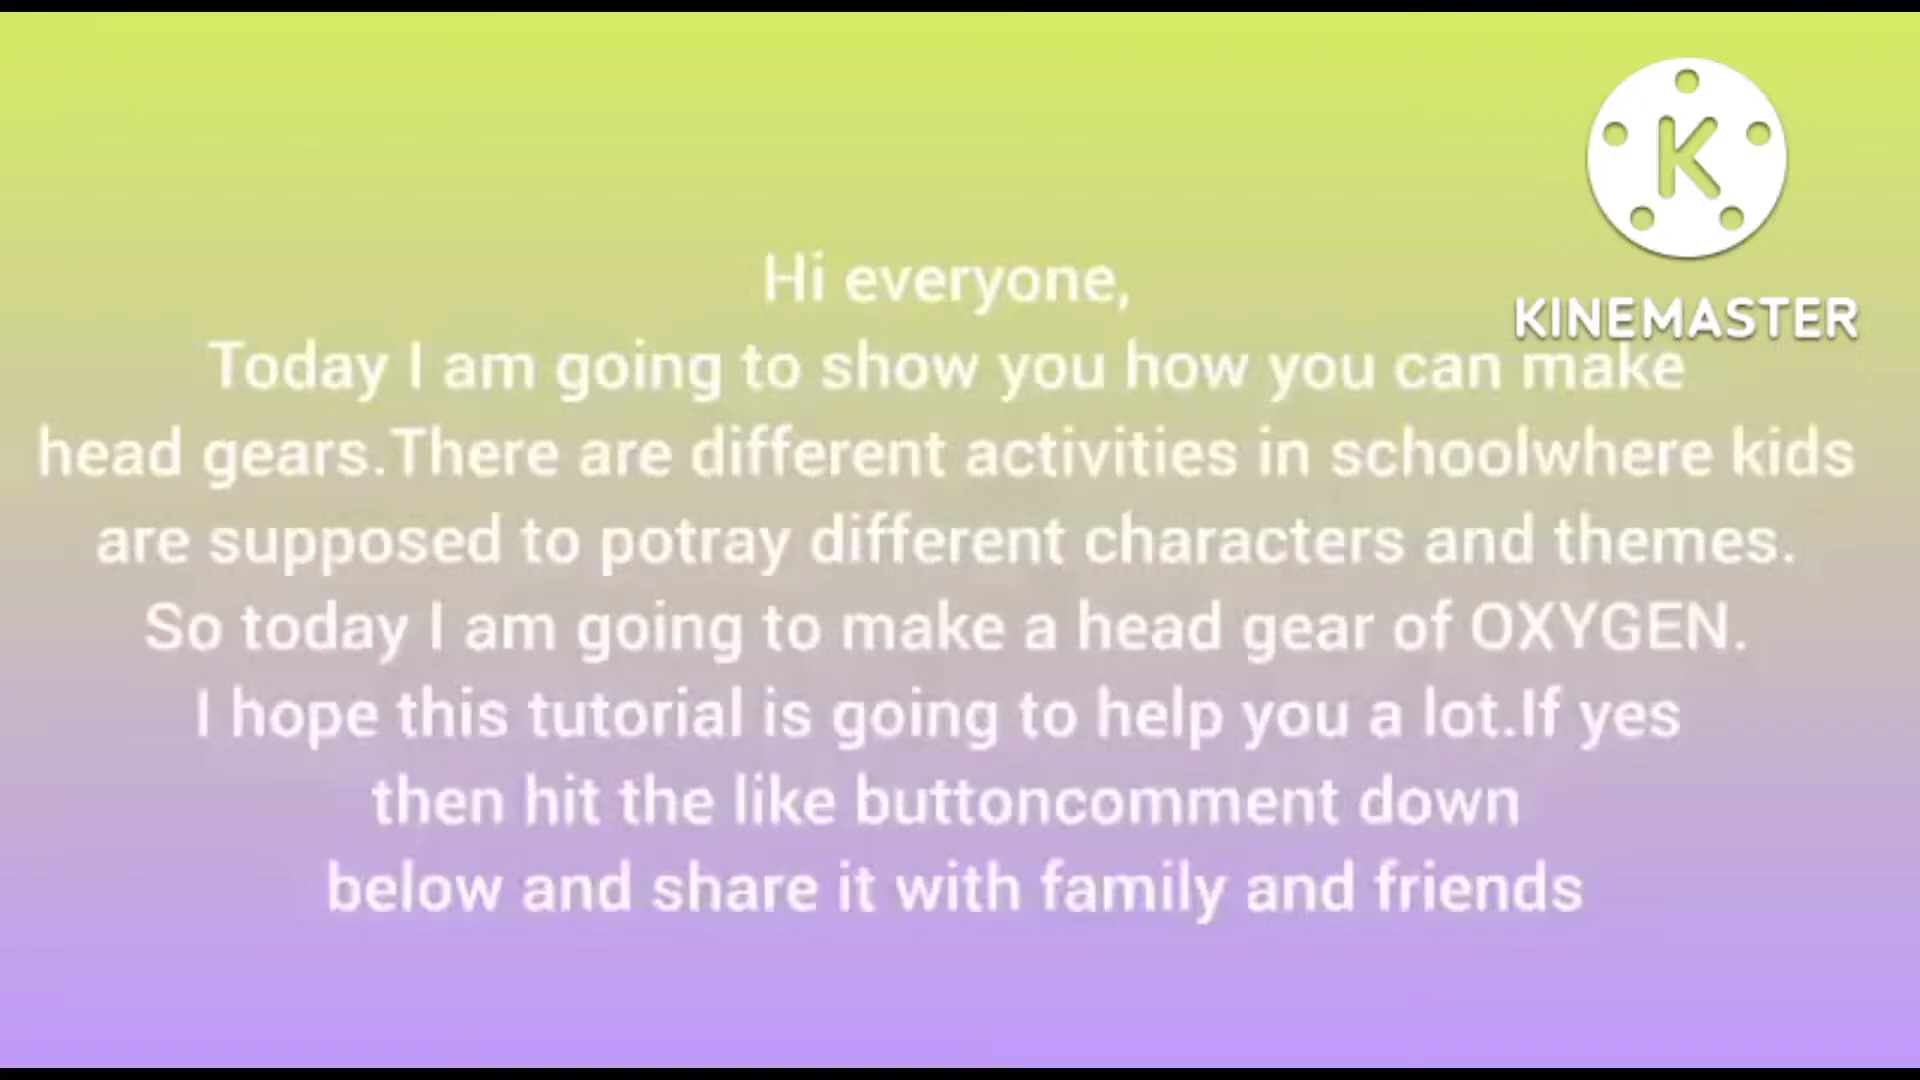 K
KINEMASTER
Hi everyone,
Today I am going to show you how you can make
head gears.There are different activities in schoolwhere kids
are supposed to potray different characters and themes.
So today I am going to make a head gear of OXYGEN.
I hope this tutorial is going to help you a lot.If yes
then hit the like buttoncomment down
below and share it with family and friends